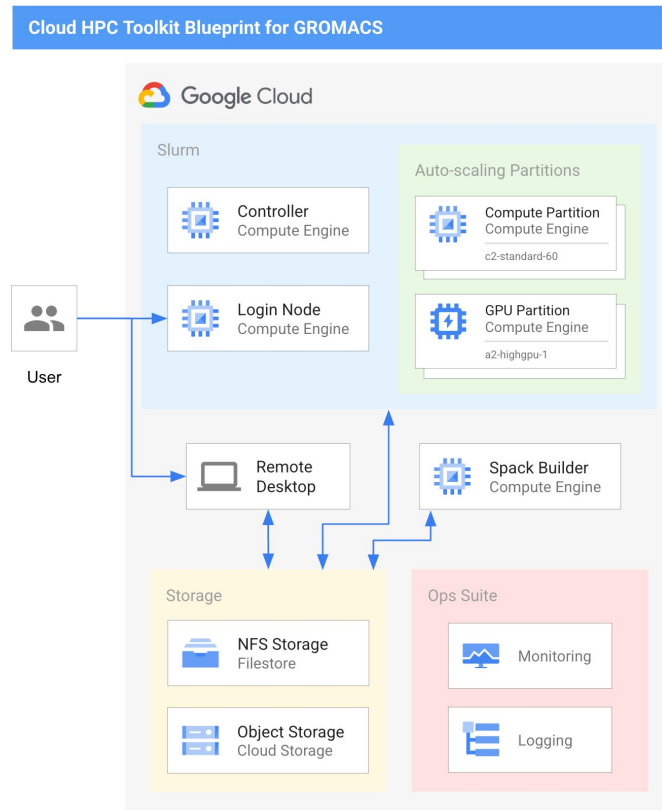 Cloud HPC Toolkit Blueprint for GROMACS
Google Cloud
Slurm
Controller
Compute Engine
Login Node
Compute Engine
Auto-scaling Partitions
Compute Partition
Compute Engine
c2-standard-60
GPU Partition
Compute Engine
a2-highgpu-1
User
Remote
Desktop
Spack Builder
Compute Engine
Storage
NFS Storage
Filestore
Object Storage
Cloud Storage
Ops Suite
Monitoring
Logging